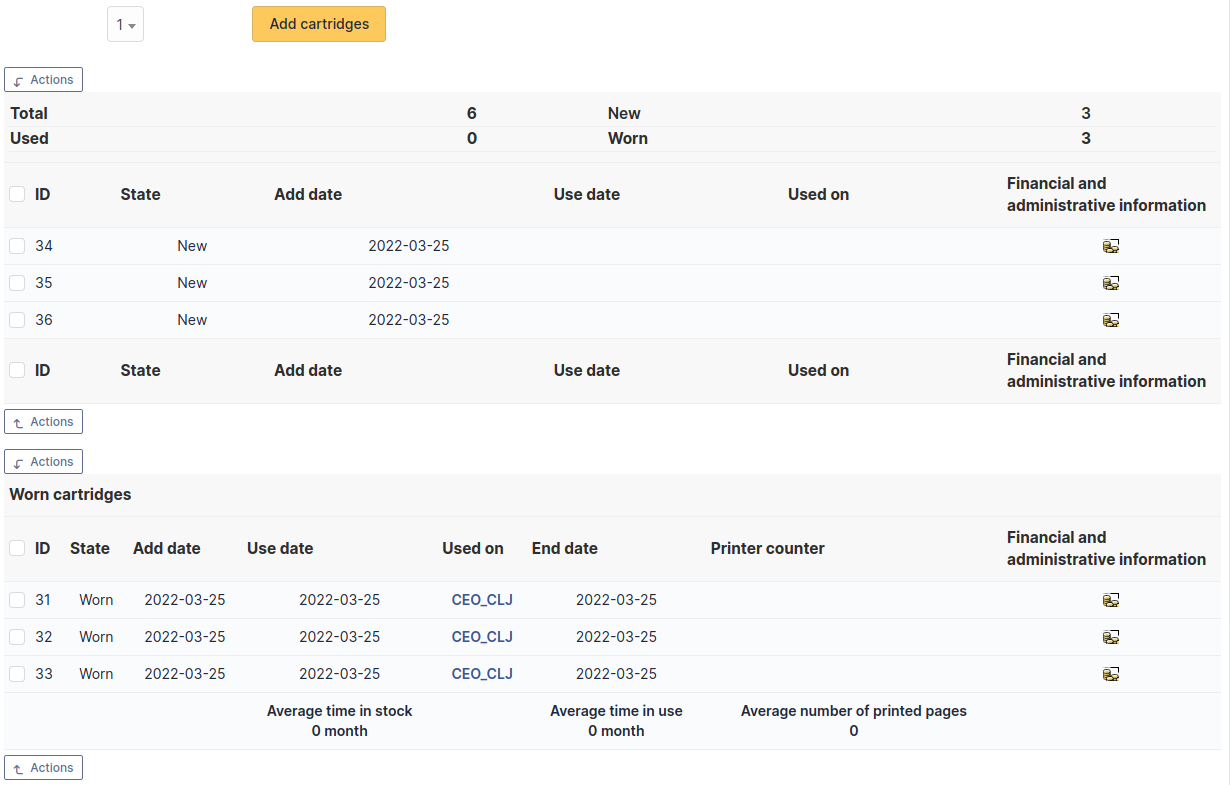 1 Add cartridges
Actions
Total 6 New 3
Used 0 Worn 3
ID State Add date Use date Used on Financial and
administrative information
34 New 2022-03-25
35 New 2022-03-25
36 New 2022-03-25
ID State Add date Use date Used on Financial and
administrative information
Actions
Actions
Worn cartridges
ID State Add date Use date Used on End date Printer counter Financial and
administrative information
31 Worn 2022-03-25 2022-03-25 CEO_CLJ 2022-03-25
32 Worn 2022-03-25 2022-03-25 CEO_CLJ 2022-03-25
33 Worn 2022-03-25 2022-03-25 CEO_CLJ 2022-03-25
Average time in stock Average time in use Average number of printed pages
0 month 0 month 0
Actions